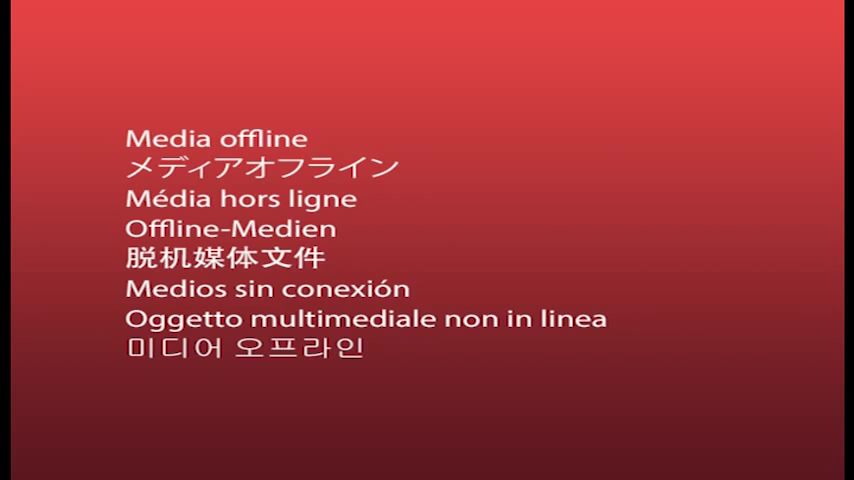 Media offline
メディアオフライン
Média hors ligne
Offline-Medien
脱机媒体文件
Medios sin conexión
Oggetto multimediale non in linea
미디어 오프라인